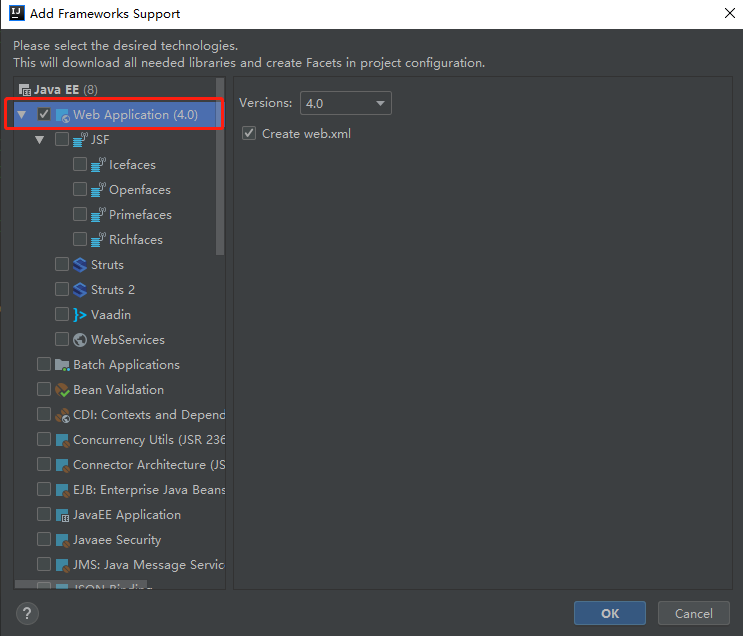 Add Frameworks Support
Please select the desired technologies.
This will download all needed libraries and create Facets in project configuration.
Java EE (8)
Web Application (4.0)
JSF
Icefaces
Openfaces
Primefaces
Richfaces
Struts
Struts 2
Vaadin
WebServices
Batch Applications
Bean Validation
CDI: Contexts and Depend
Concurrency Utils (JSR 236
Connector Architecture (JS
EJB: Enterprise Java Beans
JavaEE Application
Javaee Security
JMS: Java Message Servic
JSON Binding
Versions: 4.0
Create web.xml
?
OK
Cancel